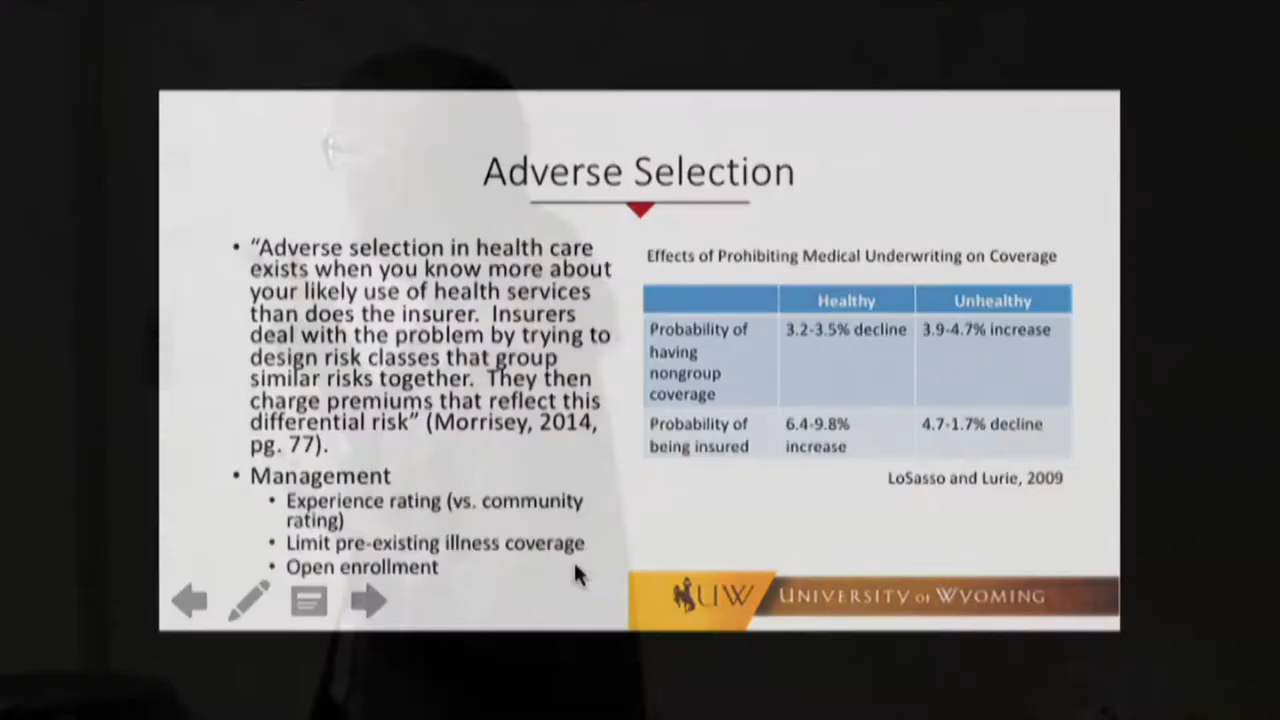 Adverse Selection
• “Adverse selection in health care
exists when you know more about
your likely use of health services
than does the insurer. Insurers
deal with the problem by trying to
design risk classes that group
similar risks together. They then
charge premiums that reflect this
differential risk” (Morrisey, 2014,
pg. 77).
• Management
• Experience rating (vs. community
rating)
• Limit pre-existing illness coverage
• Open enrollment
Effects of Prohibiting Medical Underwriting on Coverage
Healthy Unhealthy
Probability of 3.2-3.5% decline 3.9-4.7% increase
having
nongroup
coverage
Probability of 6.4-9.8% 4.7-1.7% decline
being insured increase
LoSasso and Lurie, 2009
UW UNIVERSITY OF WYOMING